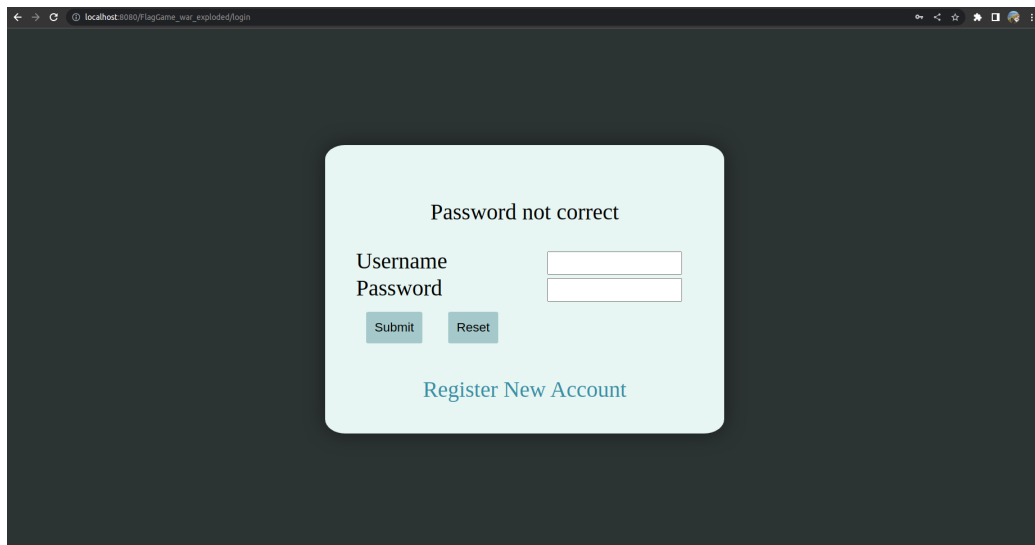 localhost:8080/FlagGame_war_exploded/login
Password not correct
Username
Password
Submit Reset
Register New Account